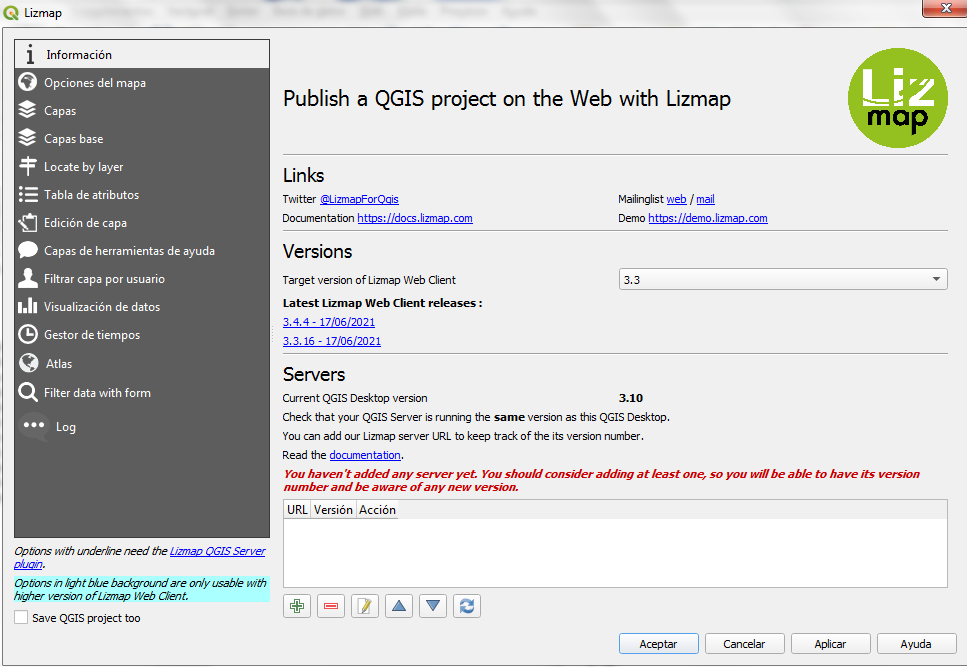 Lizmap
Información
Opciones del mapa
Capas
Capas base
Locate by layer
Tabla de atributos
Edición de capa
Capas de herramientas de ayuda
Filtrar capa por usuario
Visualización de datos
Gestor de tiempos
Atlas
Filter data with form
Log
Options with underline need the Lizmap QGIS Server
plugin.
Options in light blue background are only usable with
higher version of Lizmap Web Client.
Save QGIS project too
Publish a QGIS project on the Web with Lizmap
Liz
map
Links
Twitter @LizmapForQgis
Mailinglist web / mail
Documentation https://docs.lizmap.com
Demo https://demo.lizmap.com
Versions
Target version of Lizmap Web Client
3.3
Latest Lizmap Web Client releases :
3.4.4 - 17/06/2021
3.3.16 - 17/06/2021
Servers
Current QGIS Desktop version
3.10
Check that your QGIS Server is running the same version as this QGIS Desktop.
You can add our Lizmap server URL to keep track of the its version number.
Read the documentation.
You haven't added any server yet. You should consider adding at least one, so you will be able to have its version
number and be aware of any new version.
URL Versión Acción
Aceptar Cancelar Aplicar Ayuda